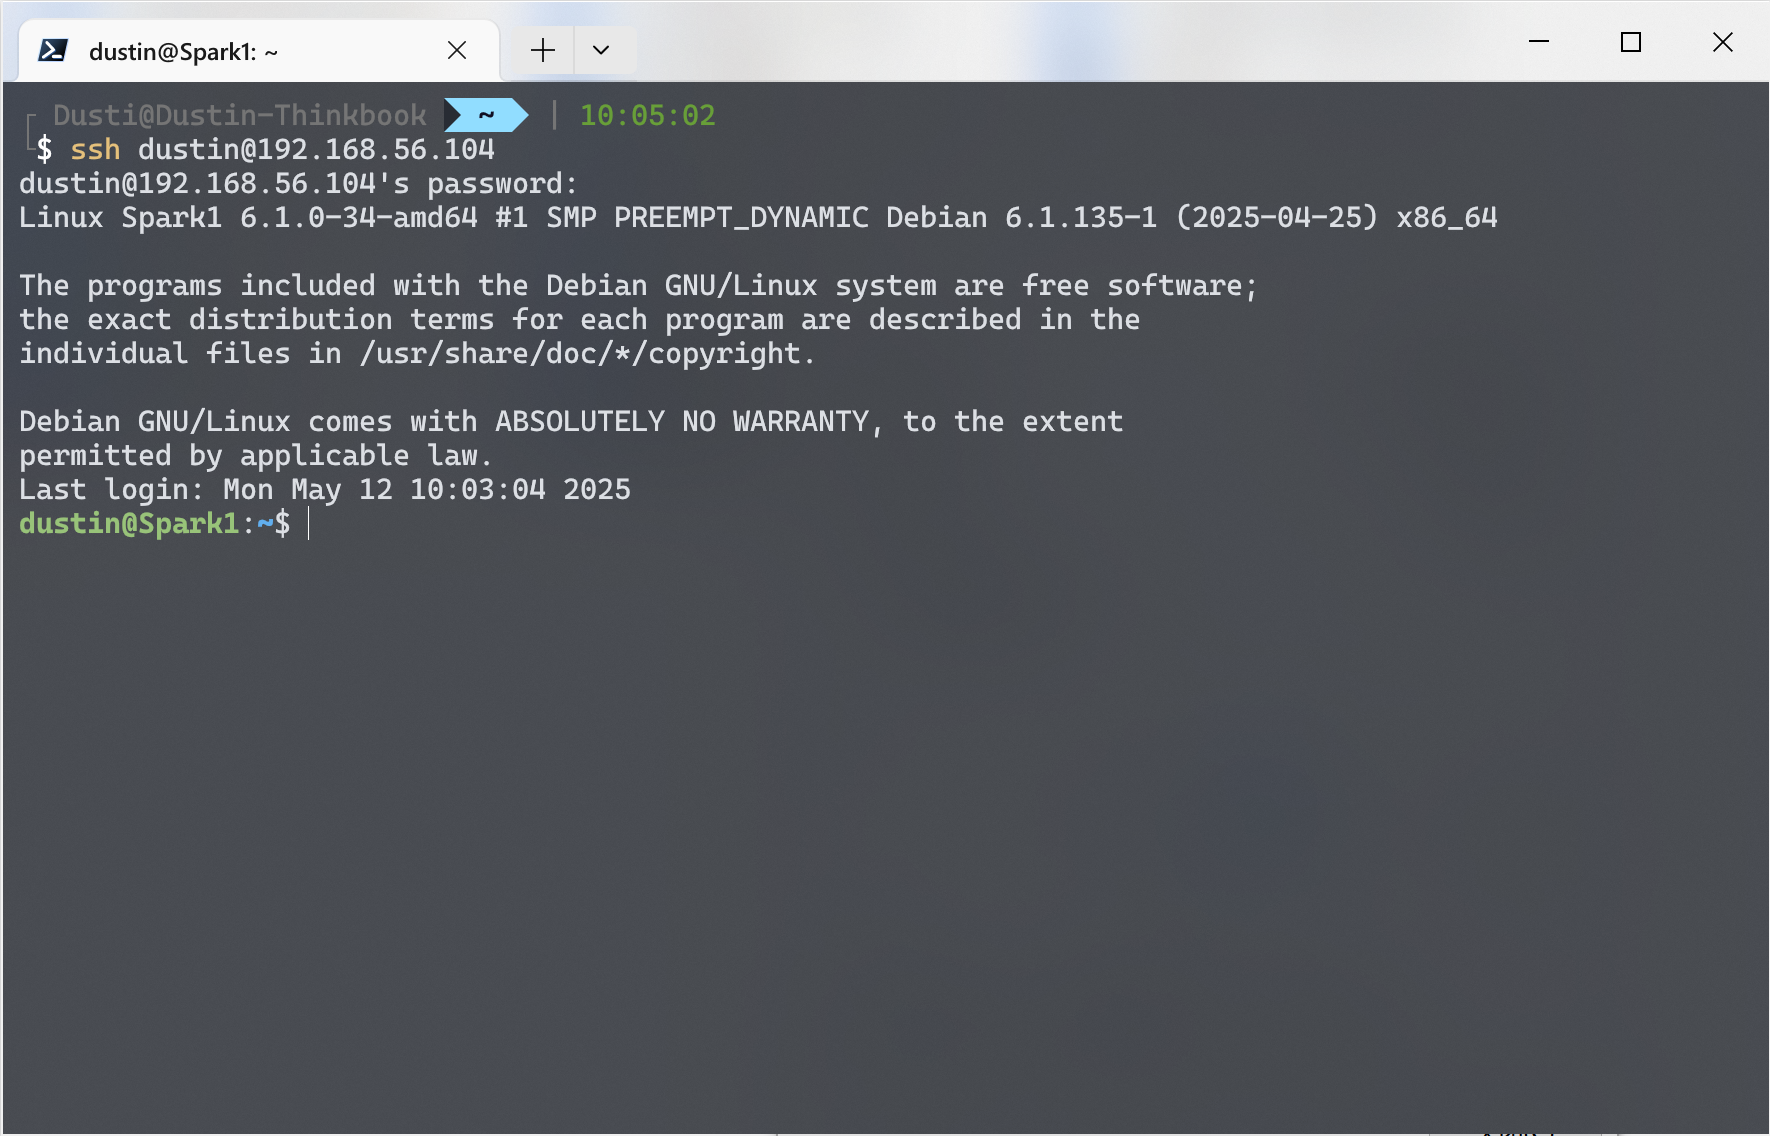 dustin@Spark1: ~
Dusti@Dustin-Thinkbook ~ | 10:05:02
$ ssh dustin@192.168.56.104
dustin@192.168.56.104's password:
Linux Spark1 6.1.0-34-amd64 #1 SMP PREEMPT_DYNAMIC Debian 6.1.135-1 (2025-04-25) x86_64
The programs included with the Debian GNU/Linux system are free software;
the exact distribution terms for each program are described in the
individual files in /usr/share/doc/*/copyright.
Debian GNU/Linux comes with ABSOLUTELY NO WARRANTY, to the extent
permitted by applicable law.
Last login: Mon May 12 10:03:04 2025
dustin@Spark1:~$